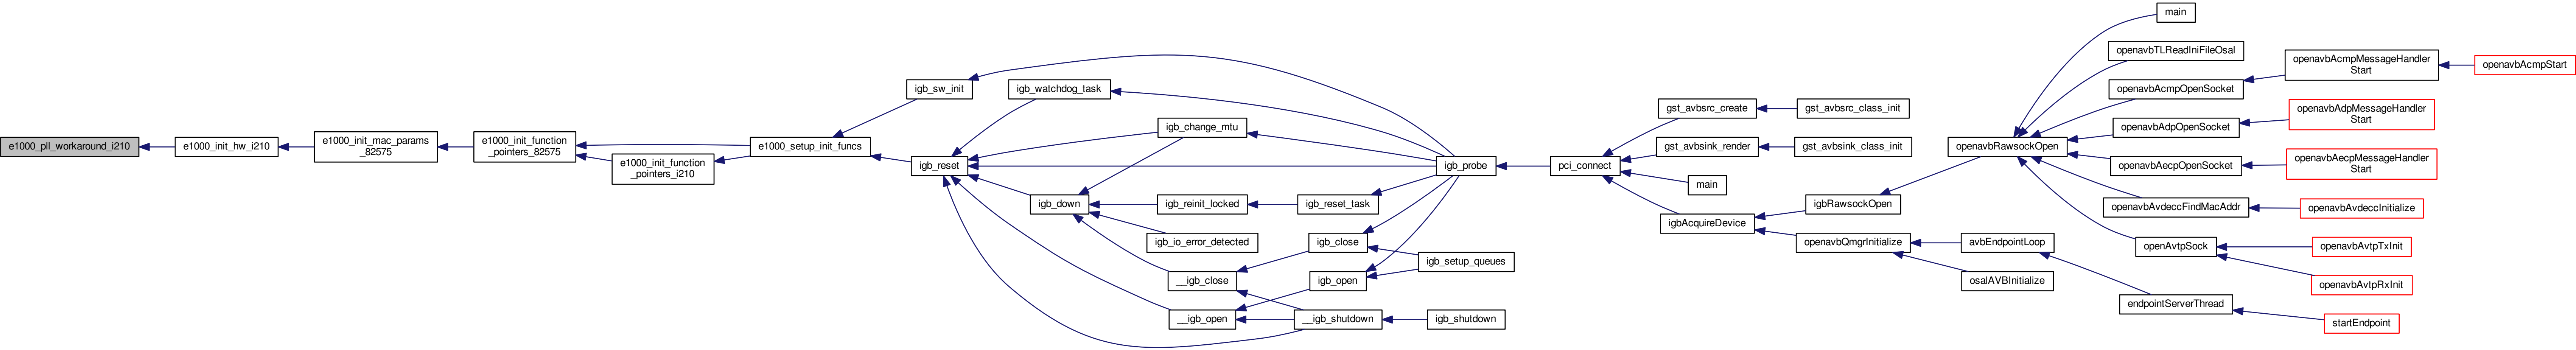 e1000_pll_workaround_i210
e1000_init_hw_i210
e1000_init_mac_params
_82575
e1000_init_function
_pointers_82575
e1000_init_function
_pointers_i210
e1000_setup_init_funcs
igb_sw_init
igb_reset
igb_watchdog_task
igb_change_mtu
igb_down
igb_reinit_locked
igb_reset_task
igb_io_error_detected
__igb_close
igb_close
igb_setup_queues
igb_open
__igb_open
__igb_shutdown
igb_shutdown
igb_probe
pci_connect
gst_avbsrc_create
gst_avbsrc_class_init
gst_avbsink_render
gst_avbsink_class_init
main
igbAcquireDevice
igbRawsockOpen
openavbQmgrInitialize
avbEndpointLoop
osalAVBInitialize
openavbRawsockOpen
main
openavbTLReadIniFileOsal
openavbAcmpOpenSocket
openavbAcmpMessageHandler
Start
openavbAcmpStart
openavbAdpOpenSocket
openavbAdpMessageHandler
Start
openavbAecpOpenSocket
openavbAecpMessageHandler
Start
openavbAvdeccFindMacAddr
openavbAvdeccInitialize
openAvtpSock
openavbAvtpTxInit
openavbAvtpRxInit
endpointServerThread
startEndpoint